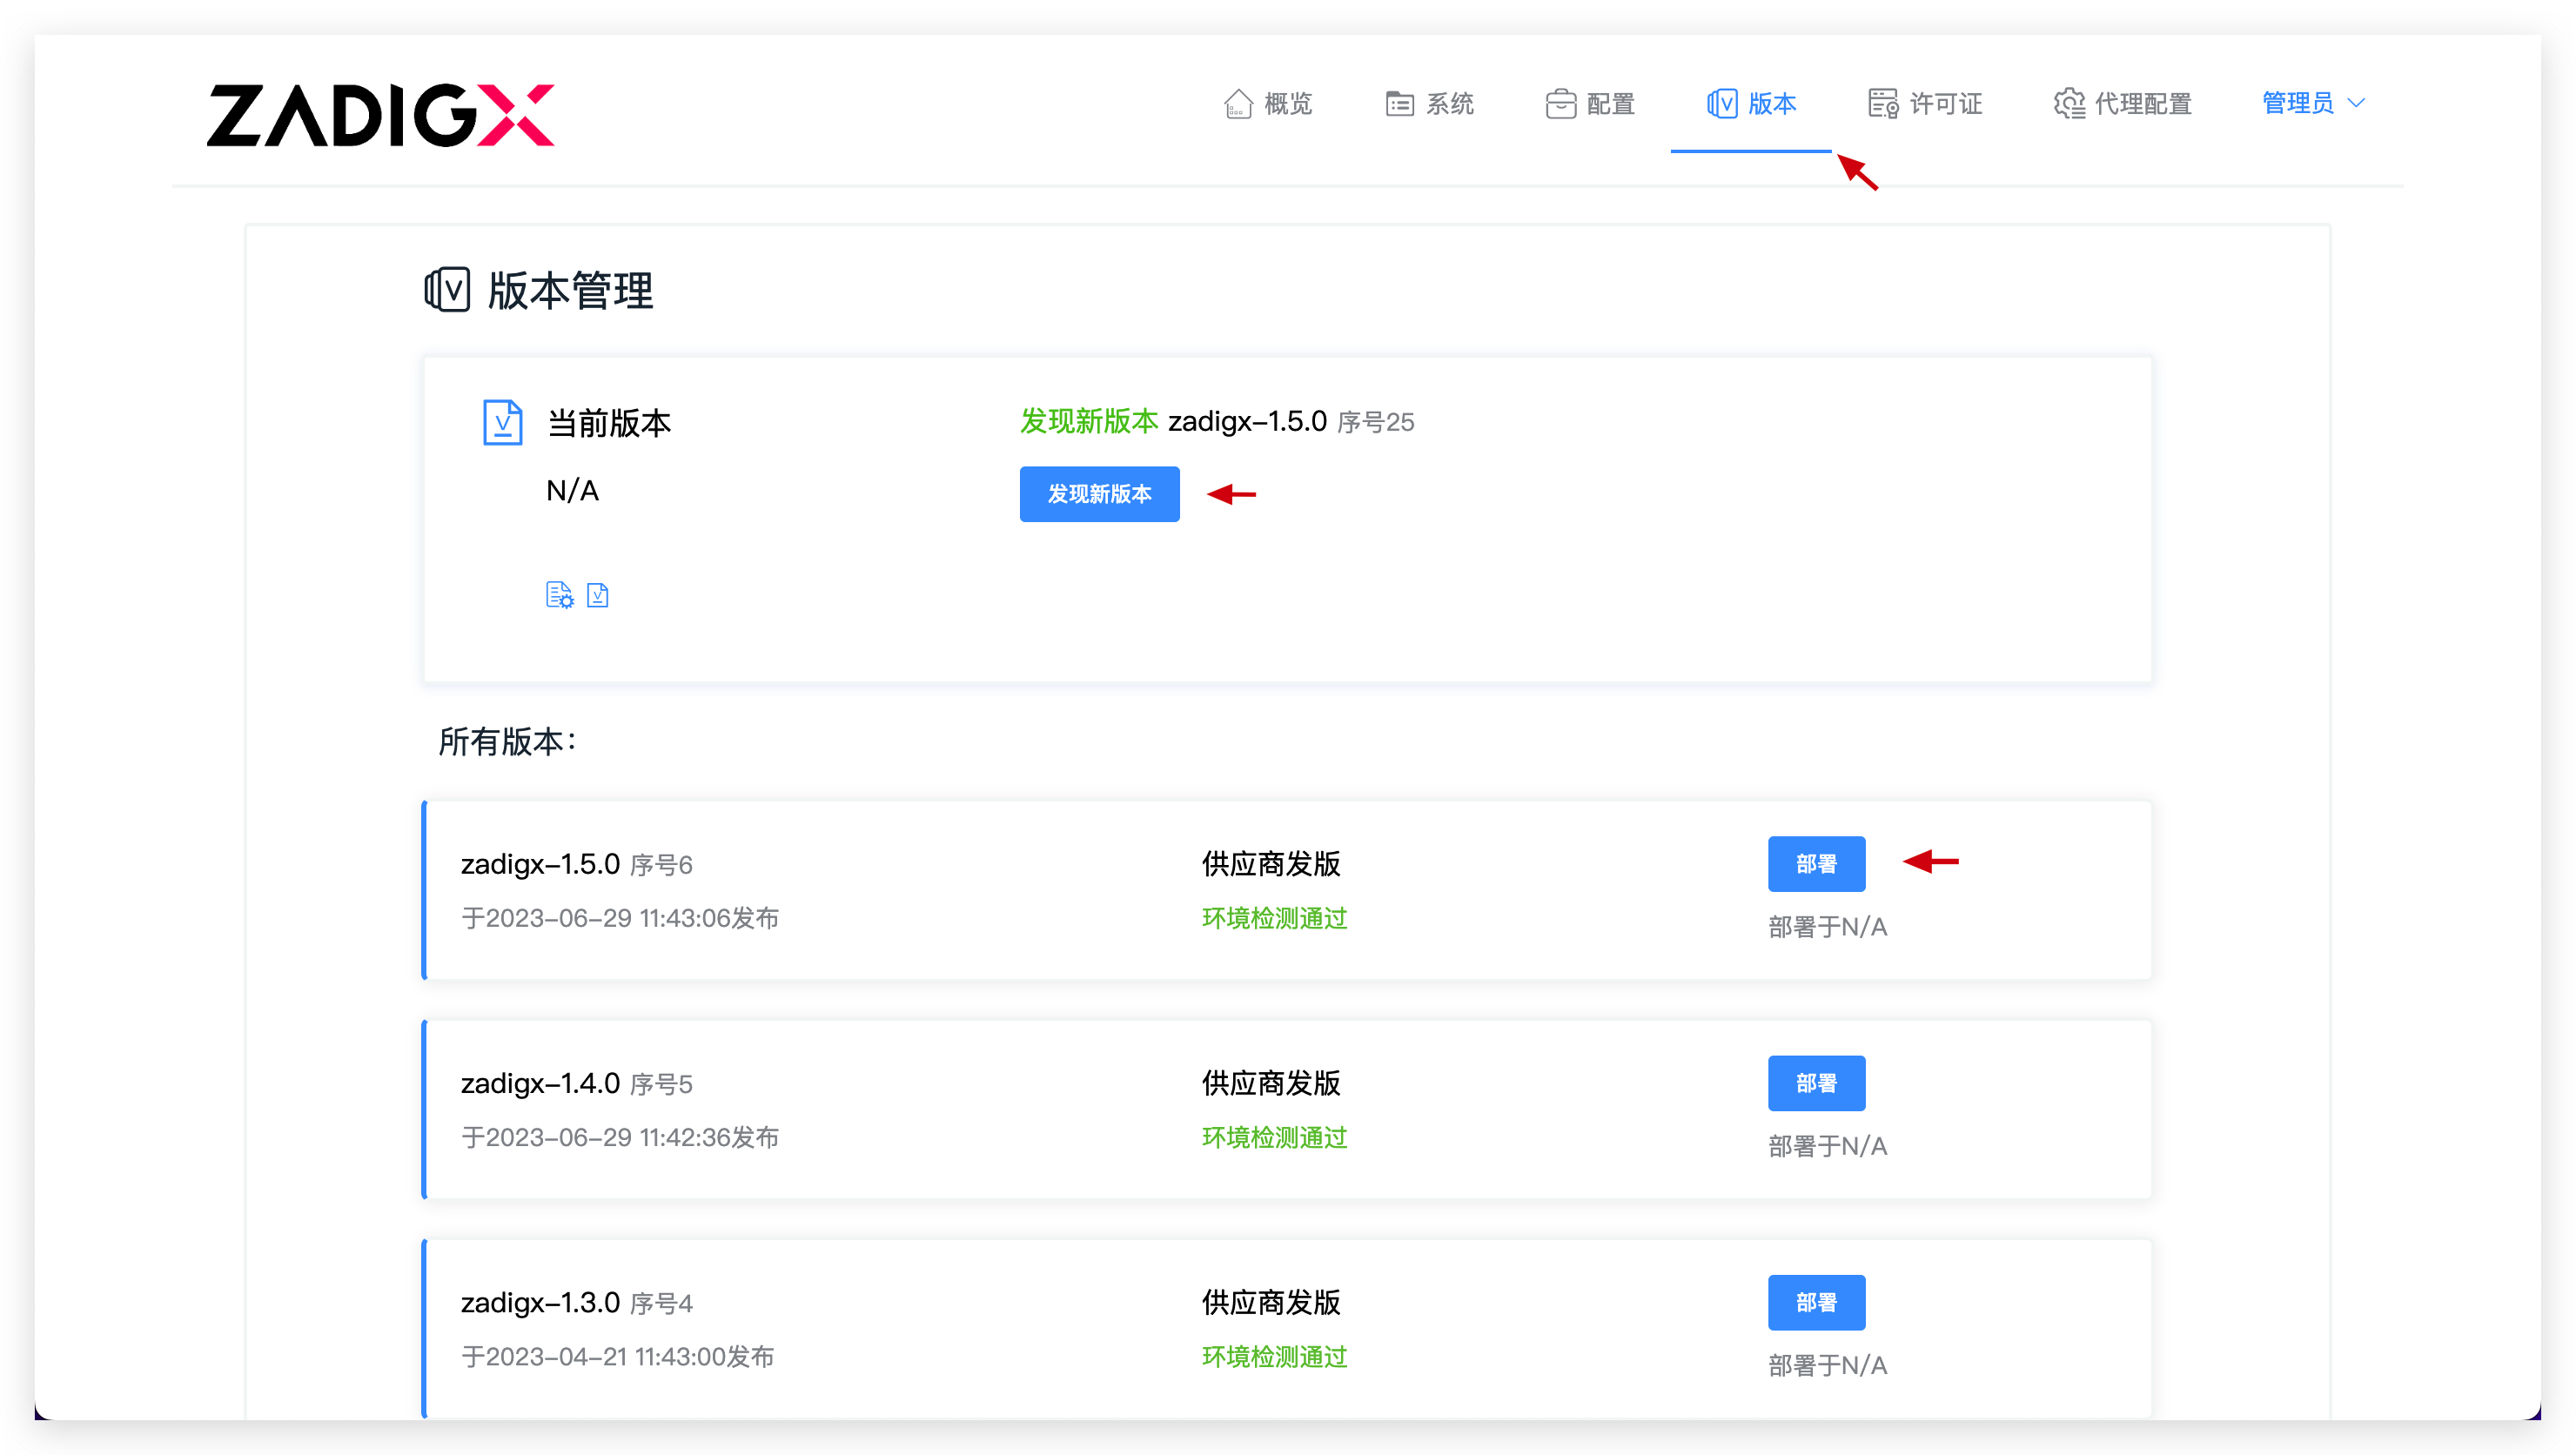 ZADIGX
概览 系统 配置 版本 许可证 代理配置 管理员
版本管理
当前版本 发现新版本 zadigx-1.5.0 序号25
N/A 发现新版本
所有版本:
zadigx-1.5.0 序号6 供应商发版 部署
于2023-06-29 11:43:06发布 环境检测通过 部署于N/A
zadigx-1.4.0 序号5 供应商发版 部署
于2023-06-29 11:42:36发布 环境检测通过 部署于N/A
zadigx-1.3.0 序号4 供应商发版 部署
于2023-04-21 11:43:00发布 环境检测通过 部署于N/A